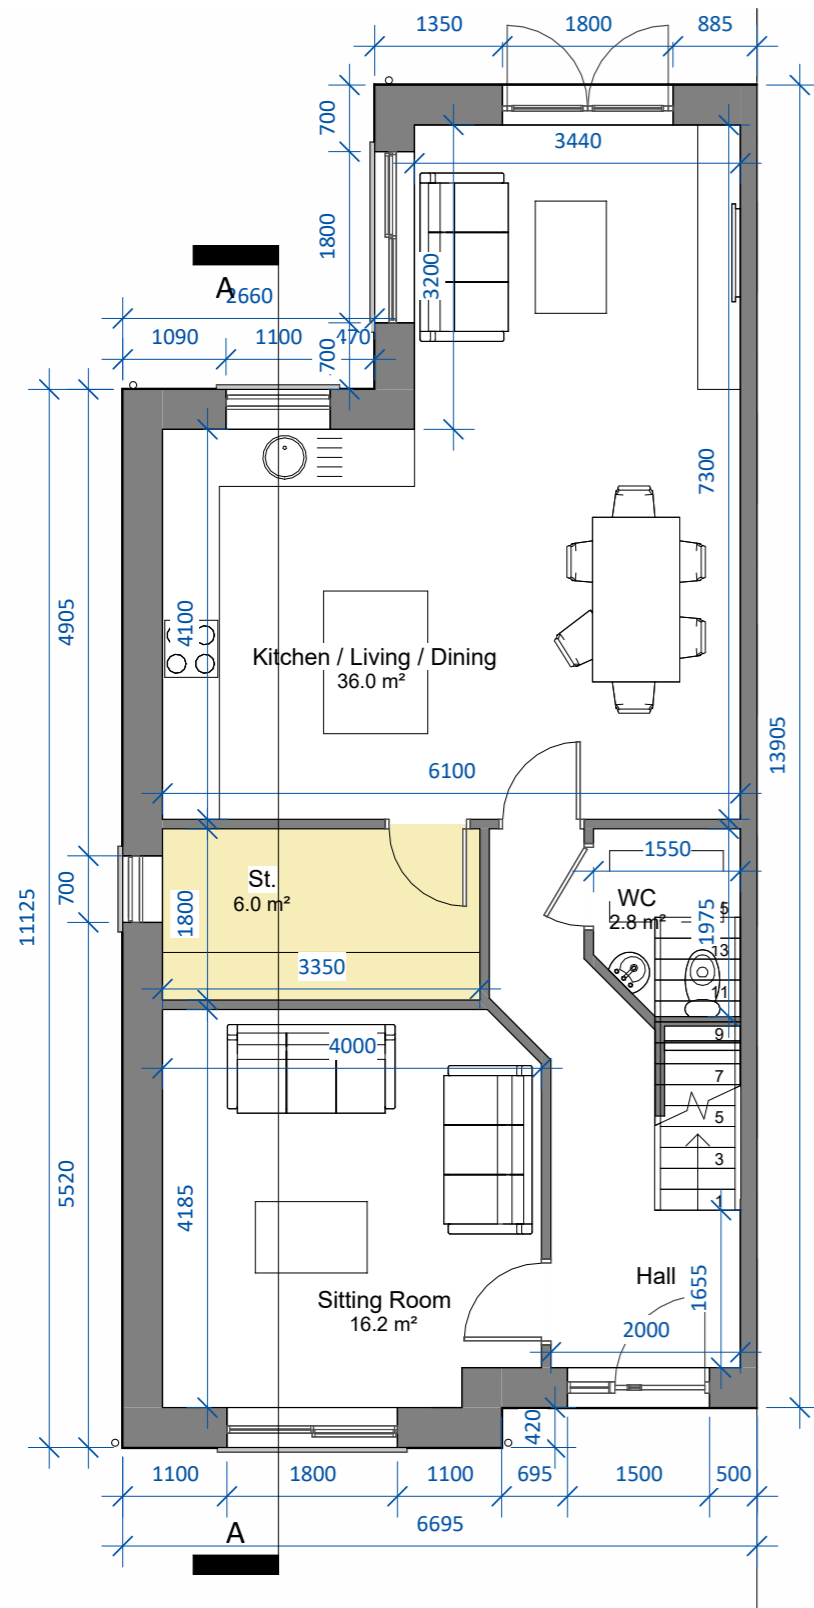 1350 1800 885
700
3440
1800
3200
A
2660
1090 1100 470
700
7300
4905
4100
Kitchen / Living / Dining
36.0 m²
13905
6100
11125
700
St.
6.0 m²
1800
3350
1550
WC
2.8 m²
1975
5
13
11
9
7
5
3
1
4000
5520
4185
Sitting Room
16.2 m²
Hall
1655
2000
420
1100 1800 1100 695 1500 500
6695
A